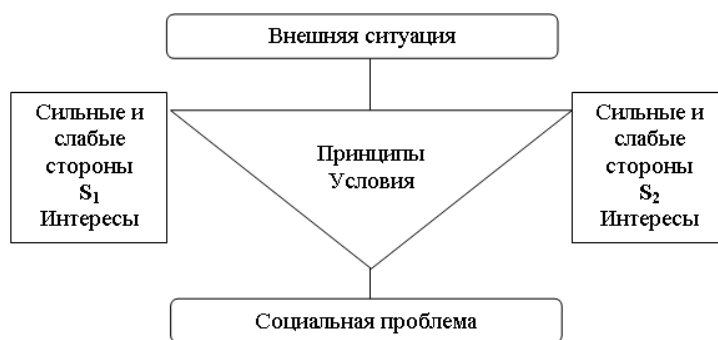 Внешняя ситуация
Сильные и
слабые
стороны
S₁
Интересы
Принципы
Условия
Сильные и
слабые
стороны
S₂
Интересы
Социальная проблема